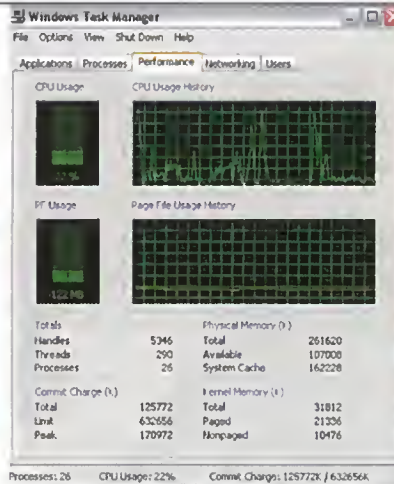 Windows Task Manager
File Options View Shut Down Help
Applications Processes Performance Networking Users
CPU Usage CPU Usage History
22 %
PF Usage Page File Usage History
122 MB
Totals Physical Memory (K)
Handles 5346 Total 261620
Threads 290 Available 107008
Processes 26 System Cache 162228
Commit Charge (K) Kernel Memory (K)
Total 125772 Total 31812
Limit 632656 Paged 21336
Peak 170972 Nonpaged 10476
Processes: 26 CPU Usage: 22% Commit Charge: 125772K / 632656K